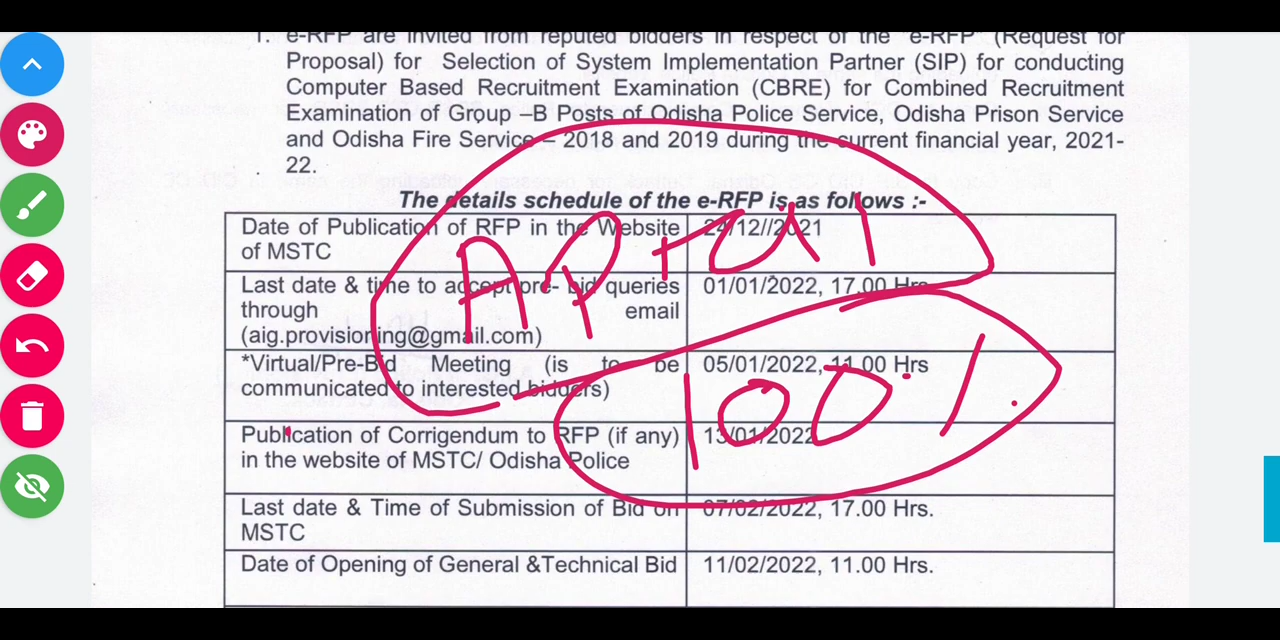 1. e-RFP are invited from reputed bidders in respect of the e-RFP (Request for
Proposal) for Selection of System Implementation Partner (SIP) for conducting
Computer Based Recruitment Examination (CBRE) for Combined Recruitment
Examination of Group –B Posts of Odisha Police Service, Odisha Prison Service
and Odisha Fire Service – 2018 and 2019 during the current financial year, 2021-
22.
The details schedule of the e-RFP is as follows :-
Date of Publication of RFP in the Website
of MSTC
24/12//2021
Last date & time to accept pre- bid queries
through email
(aig.provisioning@gmail.com)
01/01/2022, 17.00 Hrs
*Virtual/Pre-Bid Meeting (is to be
communicated to interested bidders)
05/01/2022, 11.00 Hrs
Publication of Corrigendum to RFP (if any)
in the website of MSTC/ Odisha Police
13/01/2022
Last date & Time of Submission of Bid on
MSTC
07/02/2022, 17.00 Hrs.
Date of Opening of General &Technical Bid
11/02/2022, 11.00 Hrs.
100%